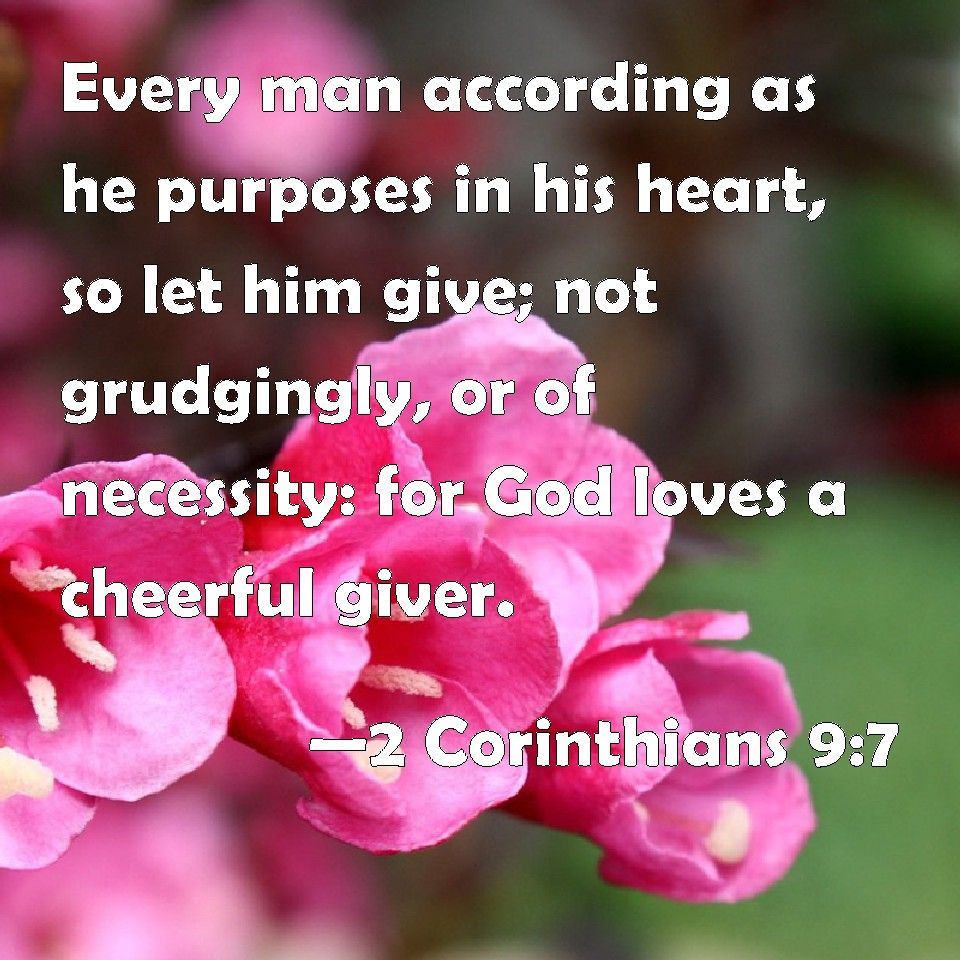 Every man according as
he purposes in his heart,
so let him give; not
grudgingly, or of
necessity: for God loves a
cheerful giver.
—2 Corinthians 9:7